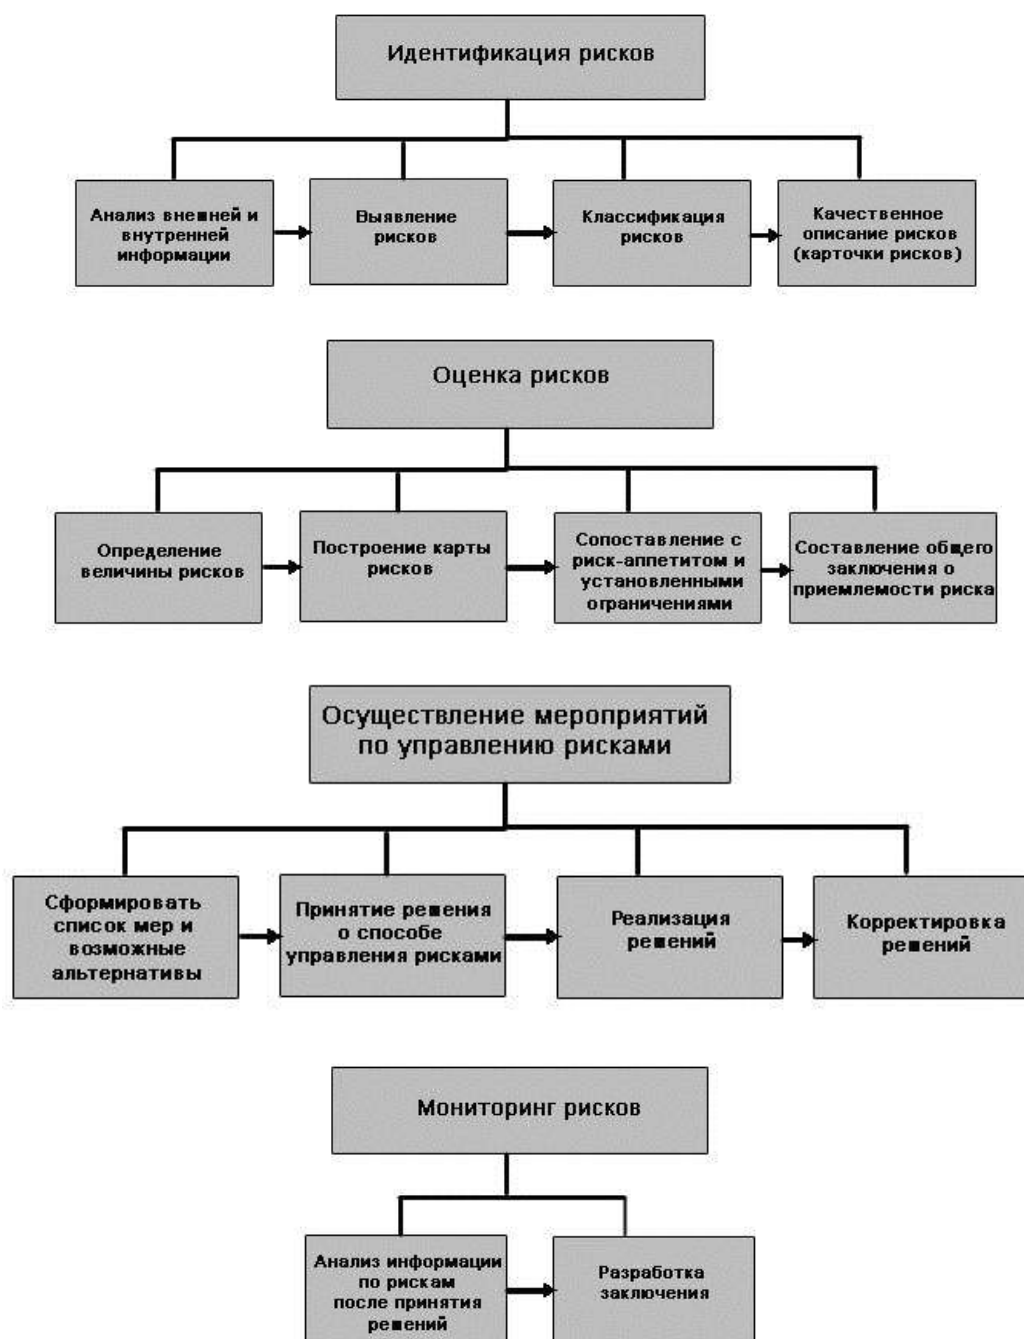 Идентификация рисков
Анализ внешней и
внутренней
информации
Выявление
рисков
Классификация
рисков
Качественное
описание рисков
(карточки рисков)
Оценка рисков
Определение
величины рисков
Построение карты
рисков
Сопоставление с
риск-аппетитом и
установленными
ограничениями
Составление общего
заключения о
приемлемости риска
Осуществление мероприятий
по управлению рисками
Сформировать
список мер и
возможные
альтернативы
Принятие решения
о способе
управления рисками
Реализация
решений
Корректировка
решений
Мониторинг рисков
Анализ информации
по рискам
после принятия
решений
Разработка
заключения